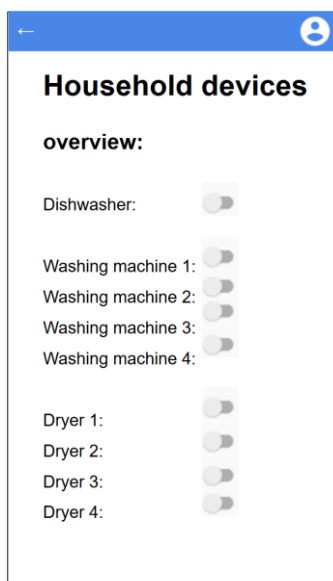 ←
Household devices
overview:
Dishwasher:
Washing machine 1:
Washing machine 2:
Washing machine 3:
Washing machine 4:
Dryer 1:
Dryer 2:
Dryer 3:
Dryer 4: